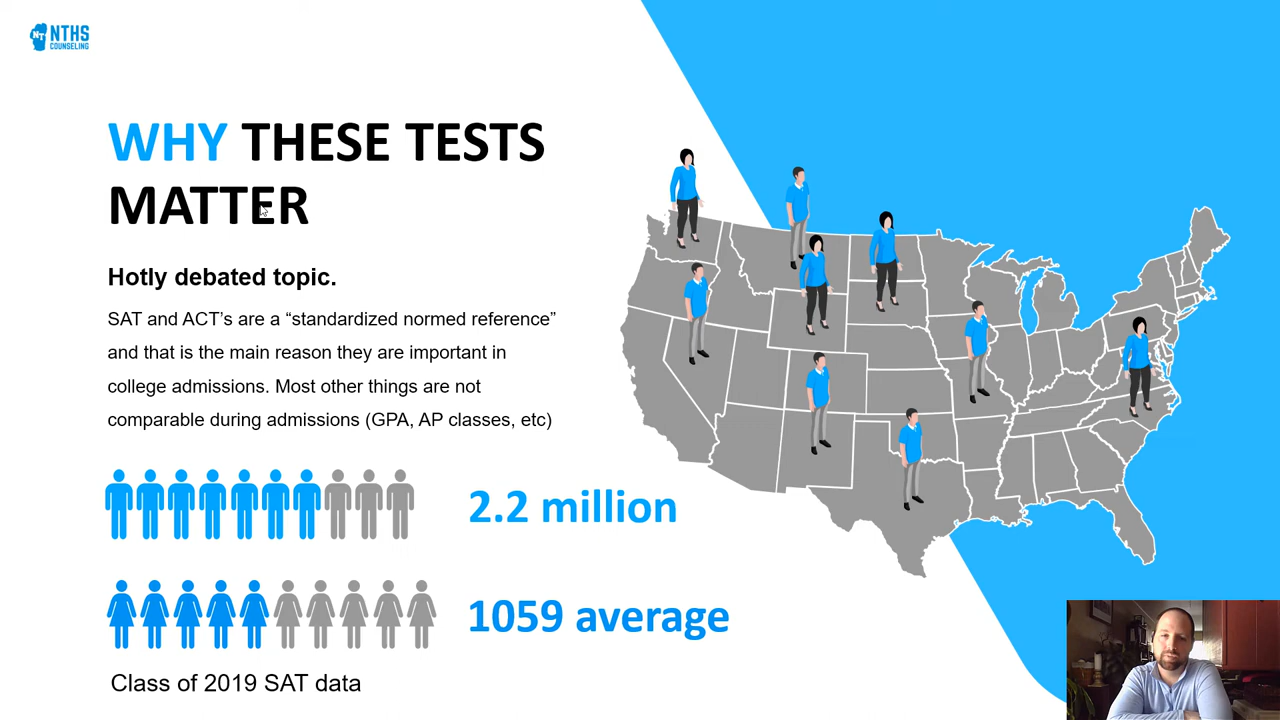 NTHS
COUNSELING
NT
WHY THESE TESTS
MATTER
Hotly debated topic.
SAT and ACT's are a “standardized normed reference”
and that is the main reason they are important in
college admissions. Most other things are not
comparable during admissions (GPA, AP classes, etc)
2.2 million
1059 average
Class of 2019 SAT data